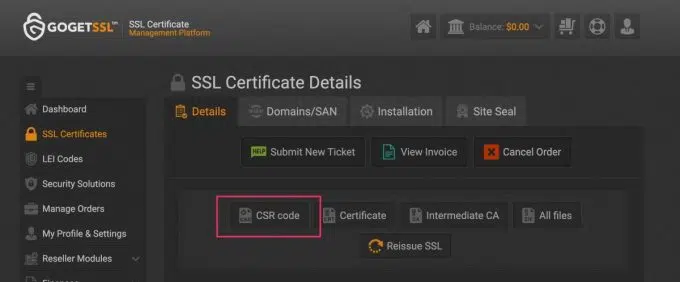 GOGETSSL tm
SSL Certificate
Management Platform
Balance: $0.00
SSL Certificate Details
Dashboard
SSL Certificates
LEI Codes
Security Solutions
Manage Orders
My Profile & Settings
Reseller Modules
Details
Domains/SAN
Installation
Site Seal
HELP Submit New Ticket
View Invoice
Cancel Order
CSR code
Certificate
Intermediate CA
All files
Reissue SSL